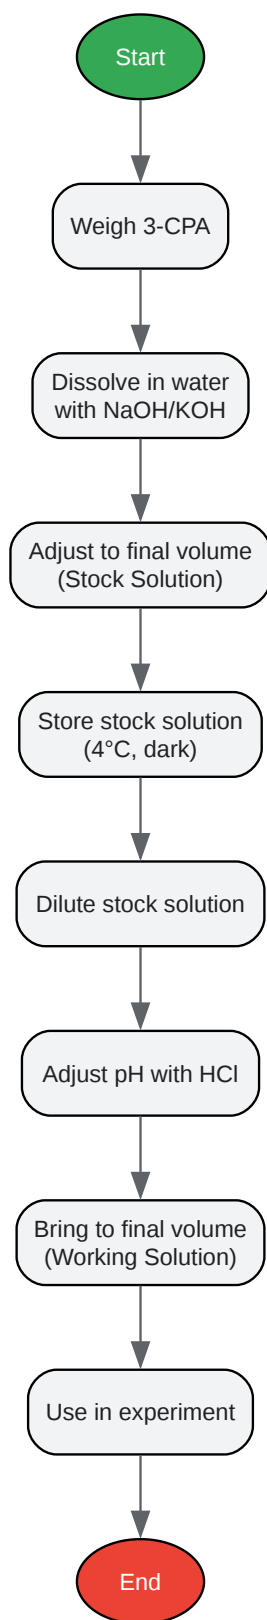 Start
Weigh 3-CPA
Dissolve in water
with NaOH/KOH
Adjust to final volume
(Stock Solution)
Store stock solution
(4°C, dark)
Dilute stock solution
Adjust pH with HCl
Bring to final volume
(Working Solution)
Use in experiment
End